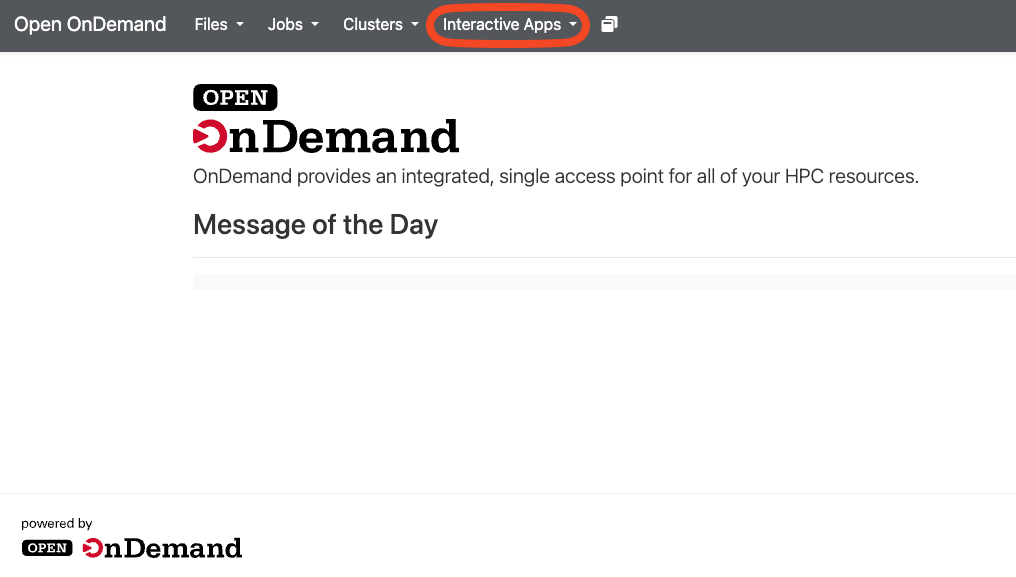 Open OnDemand Files Jobs Clusters Interactive Apps
OPEN
OnDemand
OnDemand provides an integrated, single access point for all of your HPC resources.
Message of the Day
powered by
OPEN OnDemand